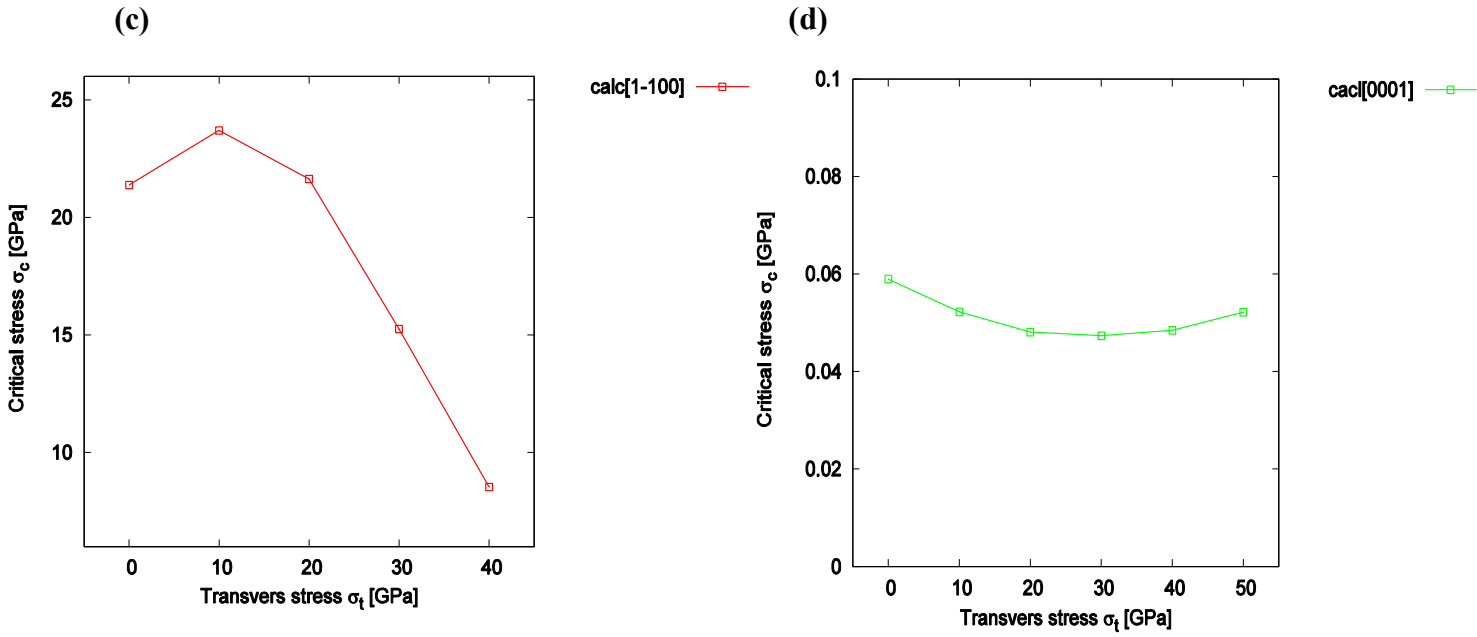 (c)
calc[1-100]
25
20
15
10
Critical stress σc [GPa]
0 10 20 30 40
Transvers stress σt [GPa]
(d)
cacl[0001]
0.1
0.08
0.06
0.04
0.02
0
Critical stress σc [GPa]
0 10 20 30 40 50
Transvers stress σt [GPa]